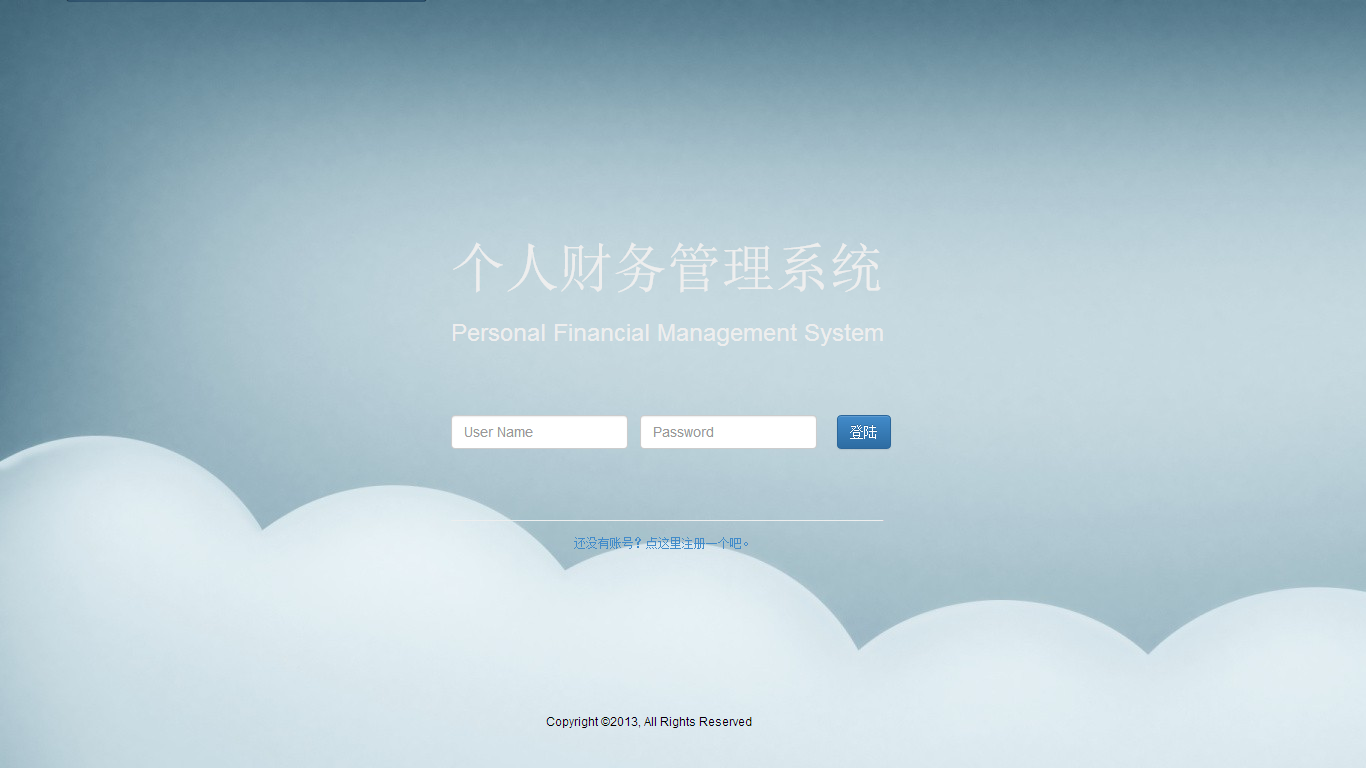 个人财务管理系统
Personal Financial Management System
User Name Password 登陆
还没有账号？点这里注册一个吧。
Copyright ©2013, All Rights Reserved